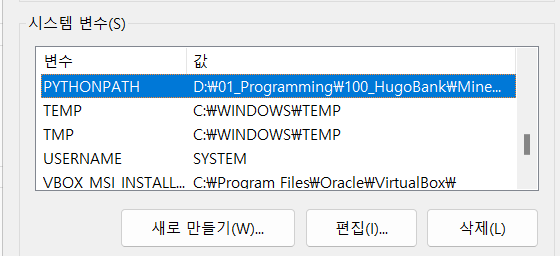 시스템 변수(S)
변수 값
PYTHONPATH D:₩01_Programming₩100_HugoBank₩Mine...
TEMP C:₩WINDOWS₩TEMP
TMP C:₩WINDOWS₩TEMP
USERNAME SYSTEM
VBOX_MSI_INSTALL... C:₩Program Files₩Oracle₩VirtualBox₩
새로 만들기(W)... 편집(I)... 삭제(L)